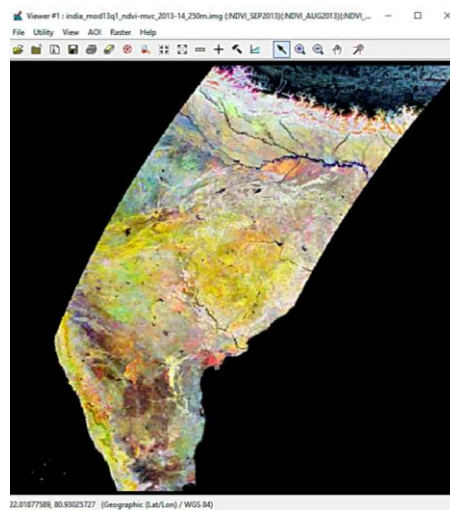 Viewer #1 : india_mod13q1_ndvi-mvc_2013-14_250m.img (:NDVI_SEP2013)(:NDVI_AUG2013)(:NDVI_...
File Utility View AOI Raster Help
22.01877589, 80.93025727 (Geographic (Lat/Lon) / WGS 84)